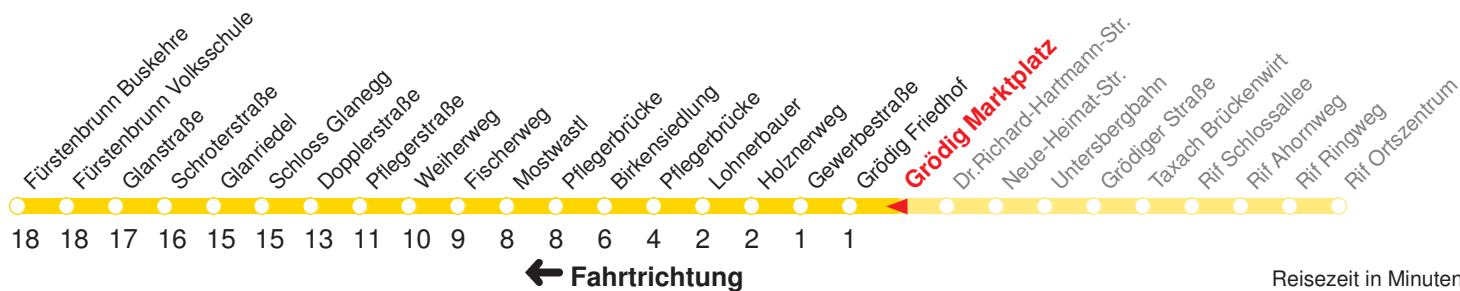 Fürstenbrunn Buskehre
Fürstenbrunn Volksschule
Glanstraße
Schroterstraße
Glanriedel
Schloss Glanegg
Dopplerstraße
Pflegerstraße
Weiherweg
Fischerweg
Mostwastl
Pflegerbrücke
Birkensiedlung
Pflegerbrücke
Lohnerbauer
Holznerweg
Gewerbestraße
Grödig Friedhof
Grödig Marktplatz
Dr.Richard-Hartmann-Str.
Neue-Heimat-Str.
Untersbergbahn
Grödiger Straße
Taxach Brückenwirt
Rif Schlossallee
Rif Ahornweg
Rif Ringweg
Rif Ortszentrum
18 18 17 16 15 15 13 11 10 9 8 8 6 4 2 2 1 1
Fahrtrichtung
Reisezeit in Minuten